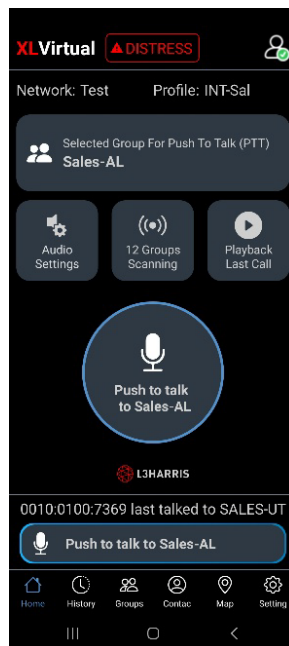 XLVirtual DISTRESS
Network: Test Profile: INT-Sal
Selected Group For Push To Talk (PTT)
Sales-AL
Audio
Settings
12 Groups
Scanning
Playback
Last Call
Push to talk
to Sales-AL
L3HARRIS
0010:0100:7369 last talked to SALES-UT
Push to talk to Sales-AL
Home History Groups Contac Map Setting